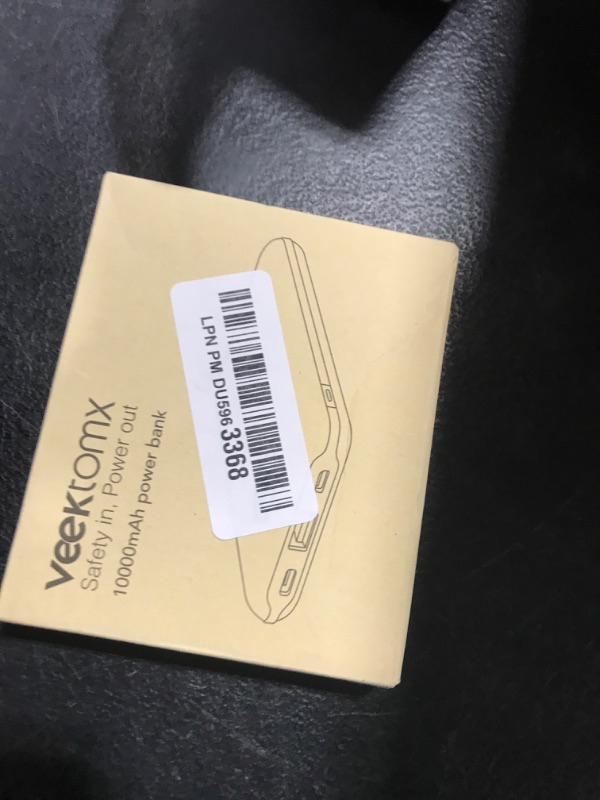 veektomx
Safety in, Power out
10000mAh power bank
LPN PM DU596 3368